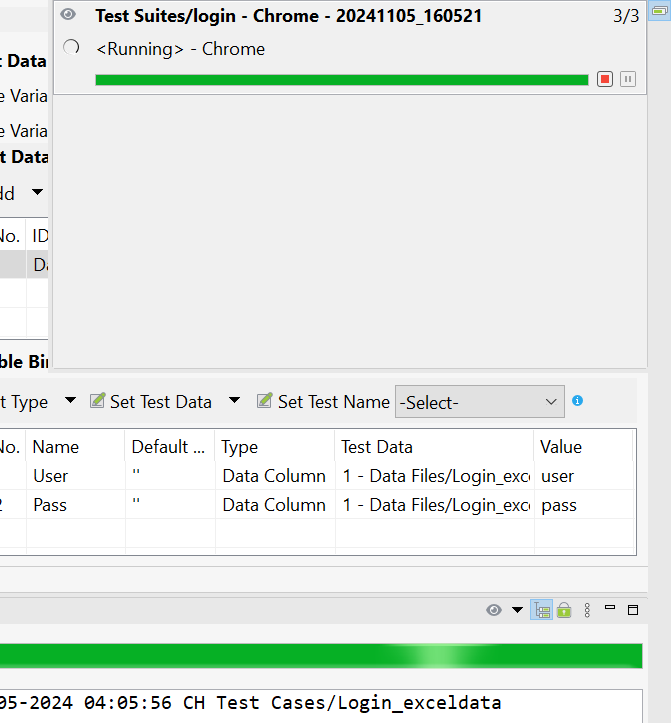 Test Suites/login - Chrome - 20241105_160521 3/3
<Running> - Chrome
t Data
e Varia
e Varia
t Data
dd
No. ID
Da
ble Bin
t Type Set Test Data Set Test Name -Select-
No. Name Default ... Type Test Data Value
User '' Data Column 1 - Data Files/Login_exc user
2 Pass '' Data Column 1 - Data Files/Login_exc pass
05-2024 04:05:56 CH Test Cases/Login_exceldata